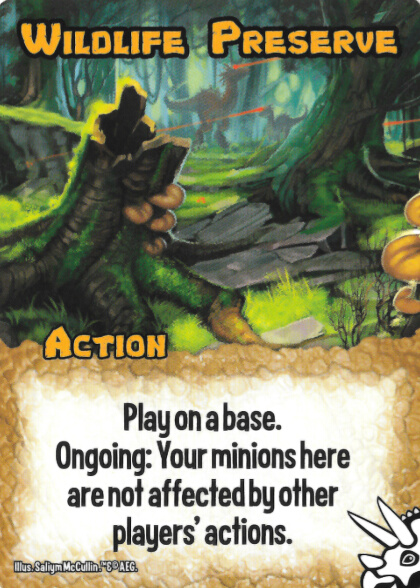 Wildlife Preserve
Action
Play on a base.
Ongoing: Your minions here
are not affected by other
players' actions.
Illus. Saliym McCullin. ™©AEG.